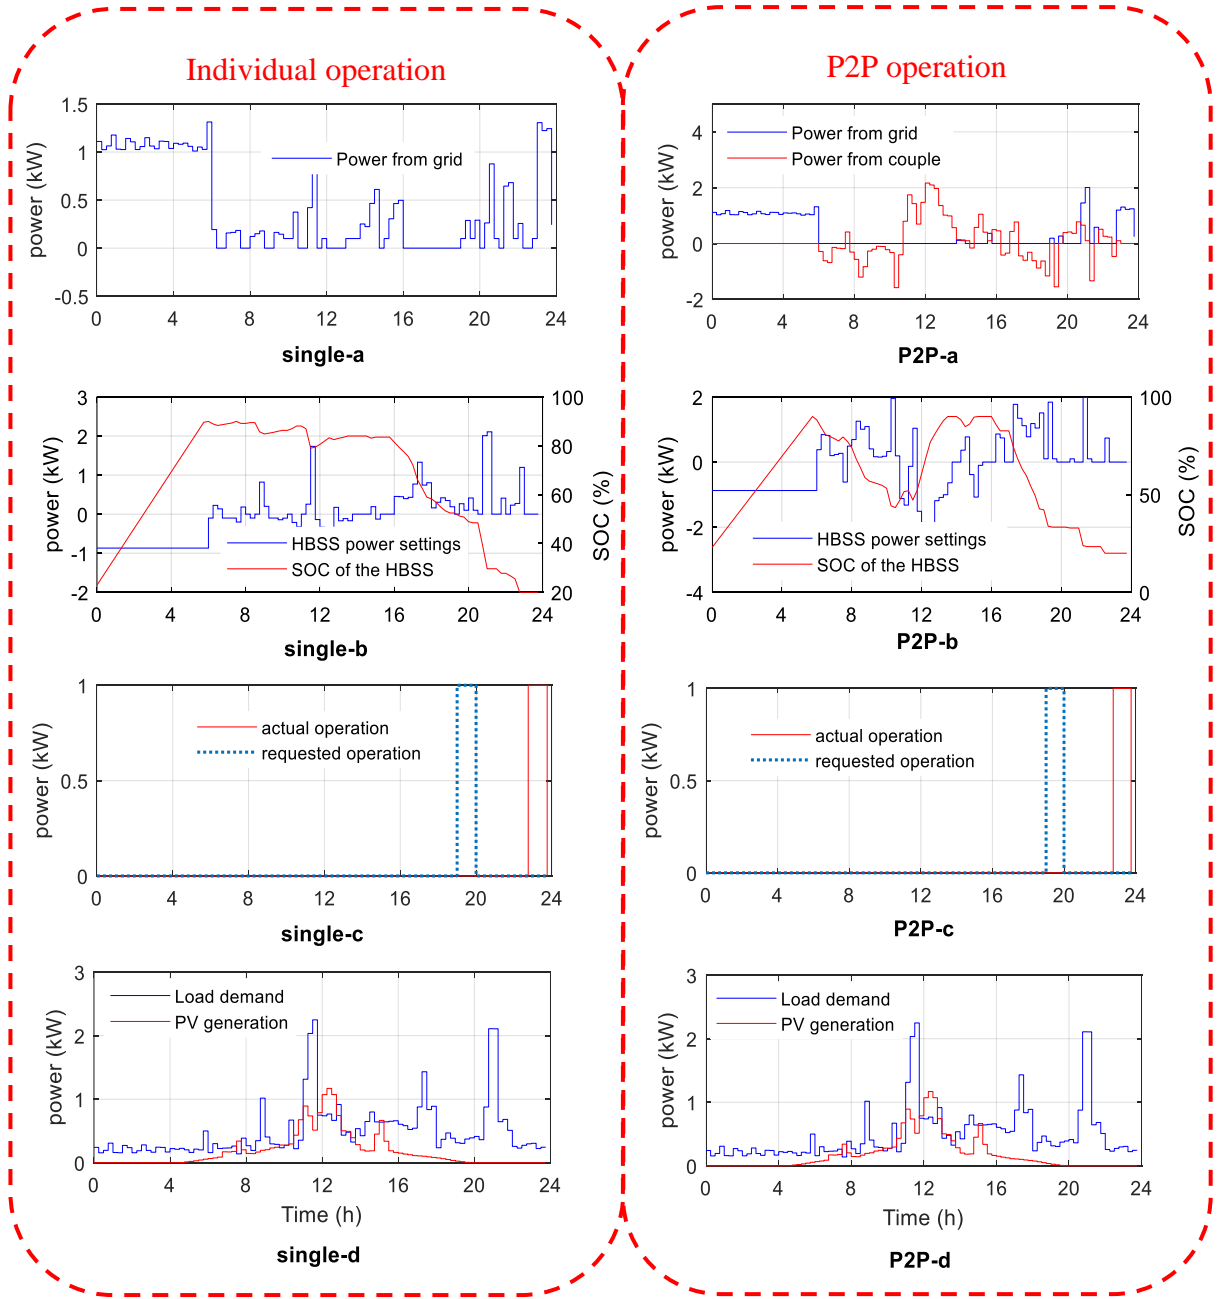 Individual operation
1.5
1
0.5
0
-0.5
power (kW)
Power from grid
0 4 8 12 16 20 24
single-a
3
2
1
0
-1
-2
power (kW)
100
80
60
40
20
SOC (%)
HBSS power settings
SOC of the HBSS
0 4 8 12 16 20 24
single-b
1
0.5
0
power (kW)
actual operation
requested operation
0 4 8 12 16 20 24
single-c
3
2
1
0
power (kW)
Load demand
PV generation
0 4 8 12 16 20 24
Time (h)
single-d
P2P operation
4
2
0
-2
power (kW)
Power from grid
Power from couple
0 4 8 12 16 20 24
P2P-a
2
0
-2
-4
power (kW)
100
50
0
SOC (%)
HBSS power settings
SOC of the HBSS
0 4 8 12 16 20 24
P2P-b
1
0.5
0
power (kW)
actual operation
requested operation
0 4 8 12 16 20 24
P2P-c
3
2
1
0
power (kW)
Load demand
PV generation
0 4 8 12 16 20 24
Time (h)
P2P-d